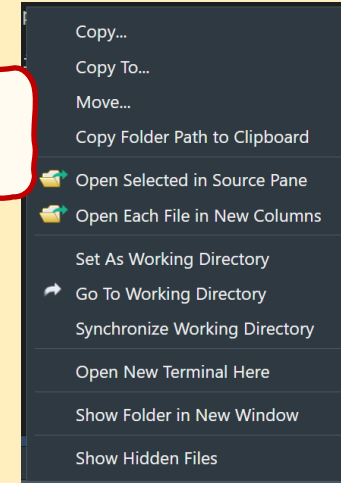 Copy...
Copy To...
Move...
Copy Folder Path to Clipboard
Open Selected in Source Pane
Open Each File in New Columns
Set As Working Directory
Go To Working Directory
Synchronize Working Directory
Open New Terminal Here
Show Folder in New Window
Show Hidden Files